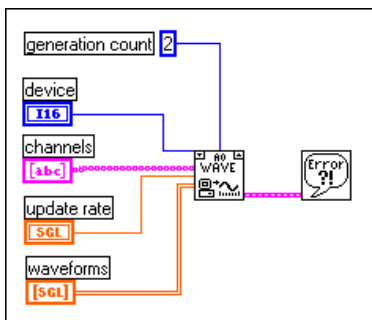 generation count 2
device
I16
channels
[abc]
AO
WAVE
Error
?!
update rate
SGL
waveforms
[SGL]